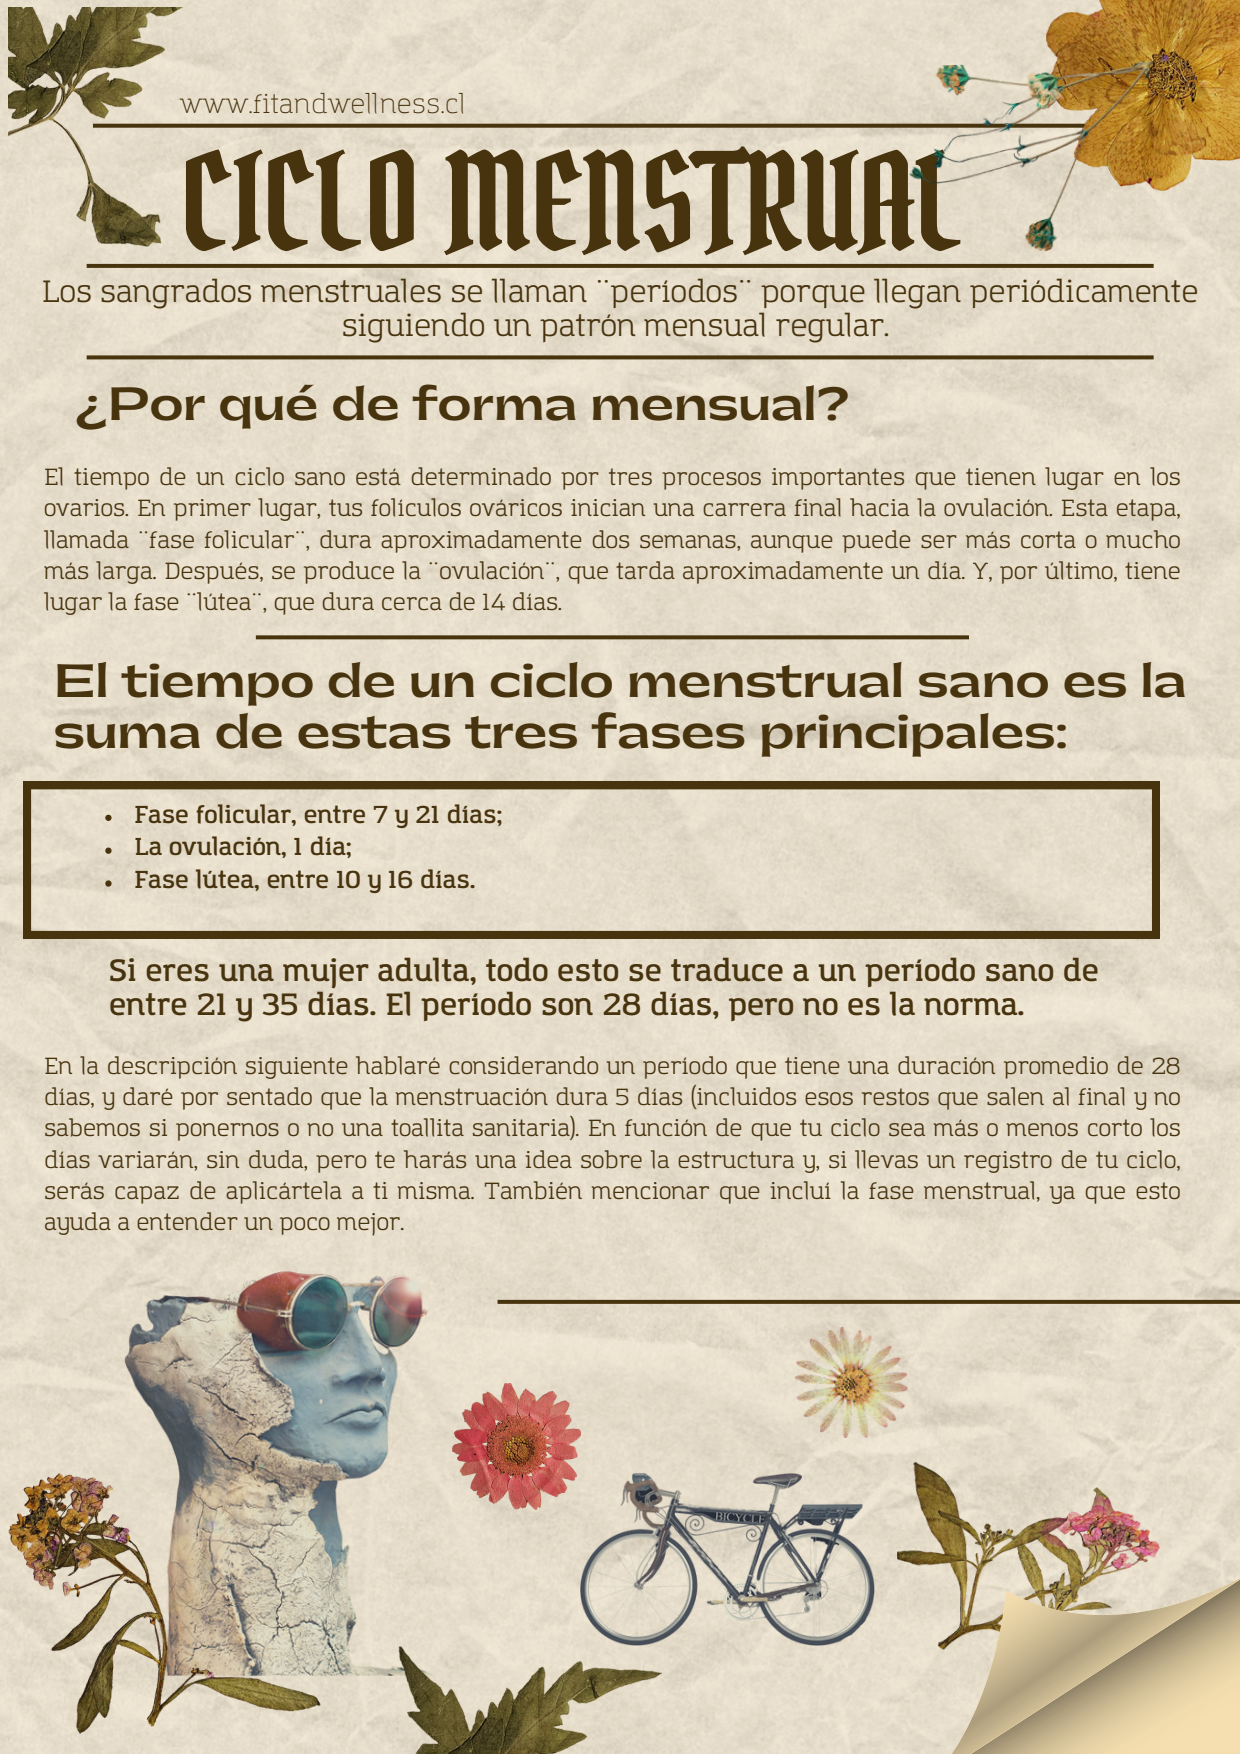 www.fitandwellness.cl
CICLO MENSTRUAL
Los sangrados menstruales se llaman ¨períodos¨ porque llegan periódicamente
siguiendo un patrón mensual regular.
¿Por qué de forma mensual?
El tiempo de un ciclo sano está determinado por tres procesos importantes que tienen lugar en los
ovarios. En primer lugar, tus folículos ováricos inician una carrera final hacia la ovulación. Esta etapa,
llamada ¨fase folicular¨, dura aproximadamente dos semanas, aunque puede ser más corta o mucho
más larga. Después, se produce la ¨ovulación¨, que tarda aproximadamente un día. Y, por último, tiene
lugar la fase ¨lútea¨, que dura cerca de 14 días.
El tiempo de un ciclo menstrual sano es la
suma de estas tres fases principales:
• Fase folicular, entre 7 y 21 días;
• La ovulación, 1 día;
• Fase lútea, entre 10 y 16 días.
Si eres una mujer adulta, todo esto se traduce a un período sano de
entre 21 y 35 días. El período son 28 días, pero no es la norma.
En la descripción siguiente hablaré considerando un período que tiene una duración promedio de 28
días, y daré por sentado que la menstruación dura 5 días (incluidos esos restos que salen al final y no
sabemos si ponernos o no una toallita sanitaria). En función de que tu ciclo sea más o menos corto los
días variarán, sin duda, pero te harás una idea sobre la estructura y, si llevas un registro de tu ciclo,
serás capaz de aplicártela a ti misma. También mencionar que incluí la fase menstrual, ya que esto
ayuda a entender un poco mejor.
BICYCLE